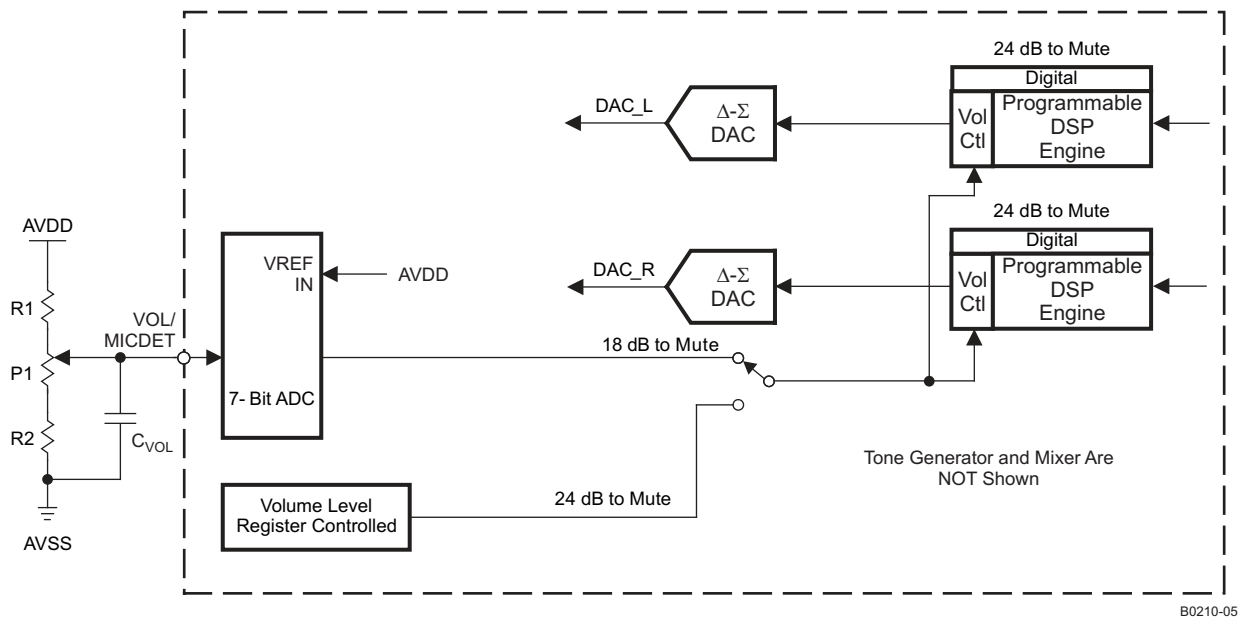 24 dB to Mute
Digital
Vol
Ctl
Programmable
DSP
Engine
DAC_L
Δ-Σ
DAC
24 dB to Mute
Digital
Vol
Ctl
Programmable
DSP
Engine
DAC_R
Δ-Σ
DAC
AVDD
R1
P1
R2
AVSS
C_VOL
VOL/
MICDET
VREF
IN
7- Bit ADC
AVDD
18 dB to Mute
24 dB to Mute
Volume Level
Register Controlled
Tone Generator and Mixer Are
NOT Shown
B0210-05